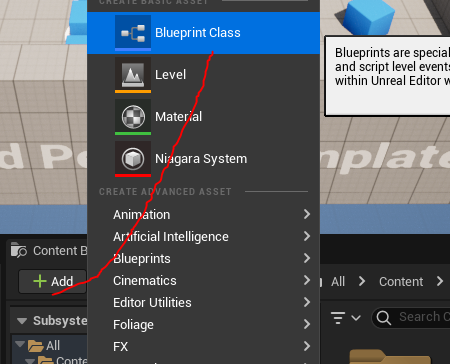 CREATE BASIC ASSET
Blueprint Class
Level
Material
Niagara System
CREATE ADVANCED ASSET
Animation
Artificial Intelligence
Blueprints
Cinematics
Editor Utilities
Foliage
FX
Blueprints are special
and script level events
within Unreal Editor w
d Pe
mplate
Content B
+ Add
All
Content
Subsyste
Search C
All
Conte